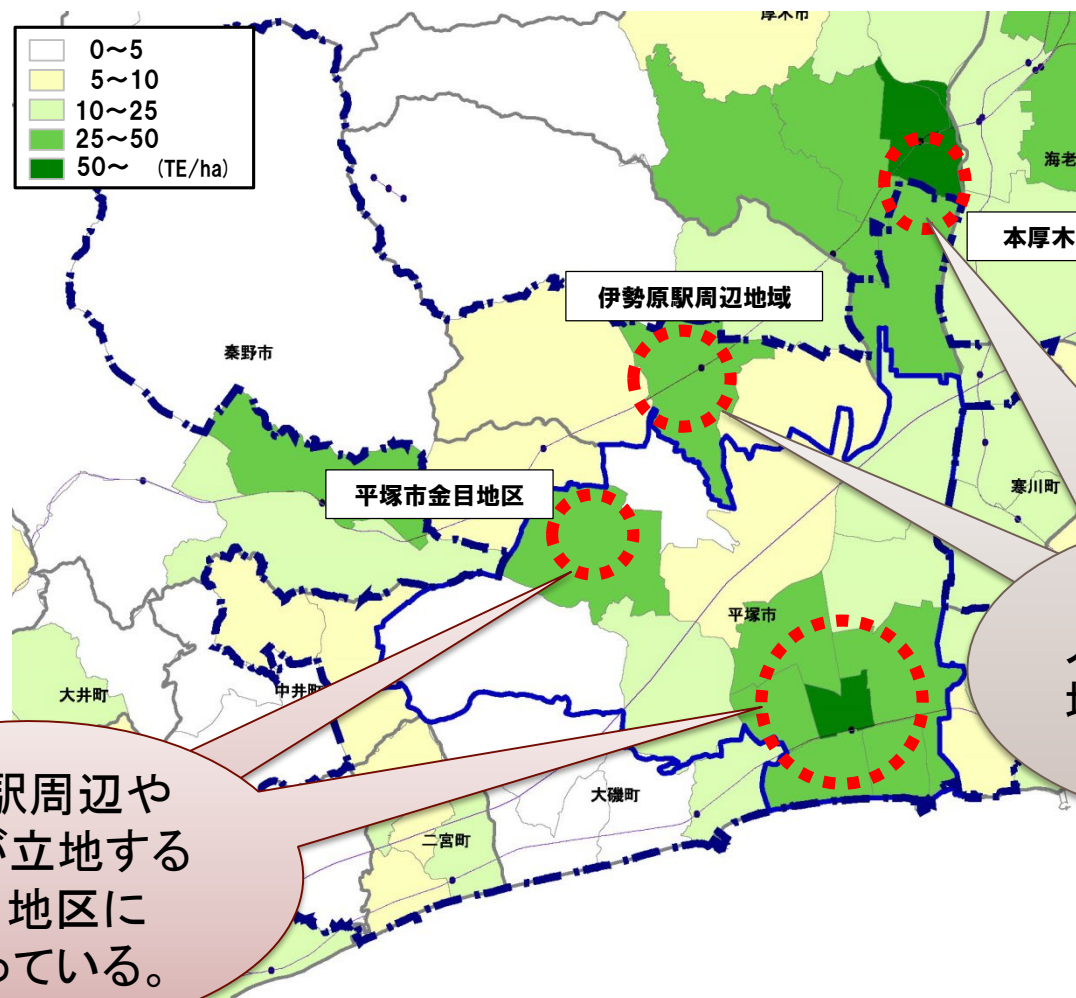 0～5
5～10
10～25
25～50
50～ (TE/ha)
厚木市
海老
本厚木
伊勢原駅周辺地域
秦野市
平塚市金目地区
寒川町
平塚市
大井町
中井町
大磯町
二宮町
駅周辺や
が立地する
地区に
っている。